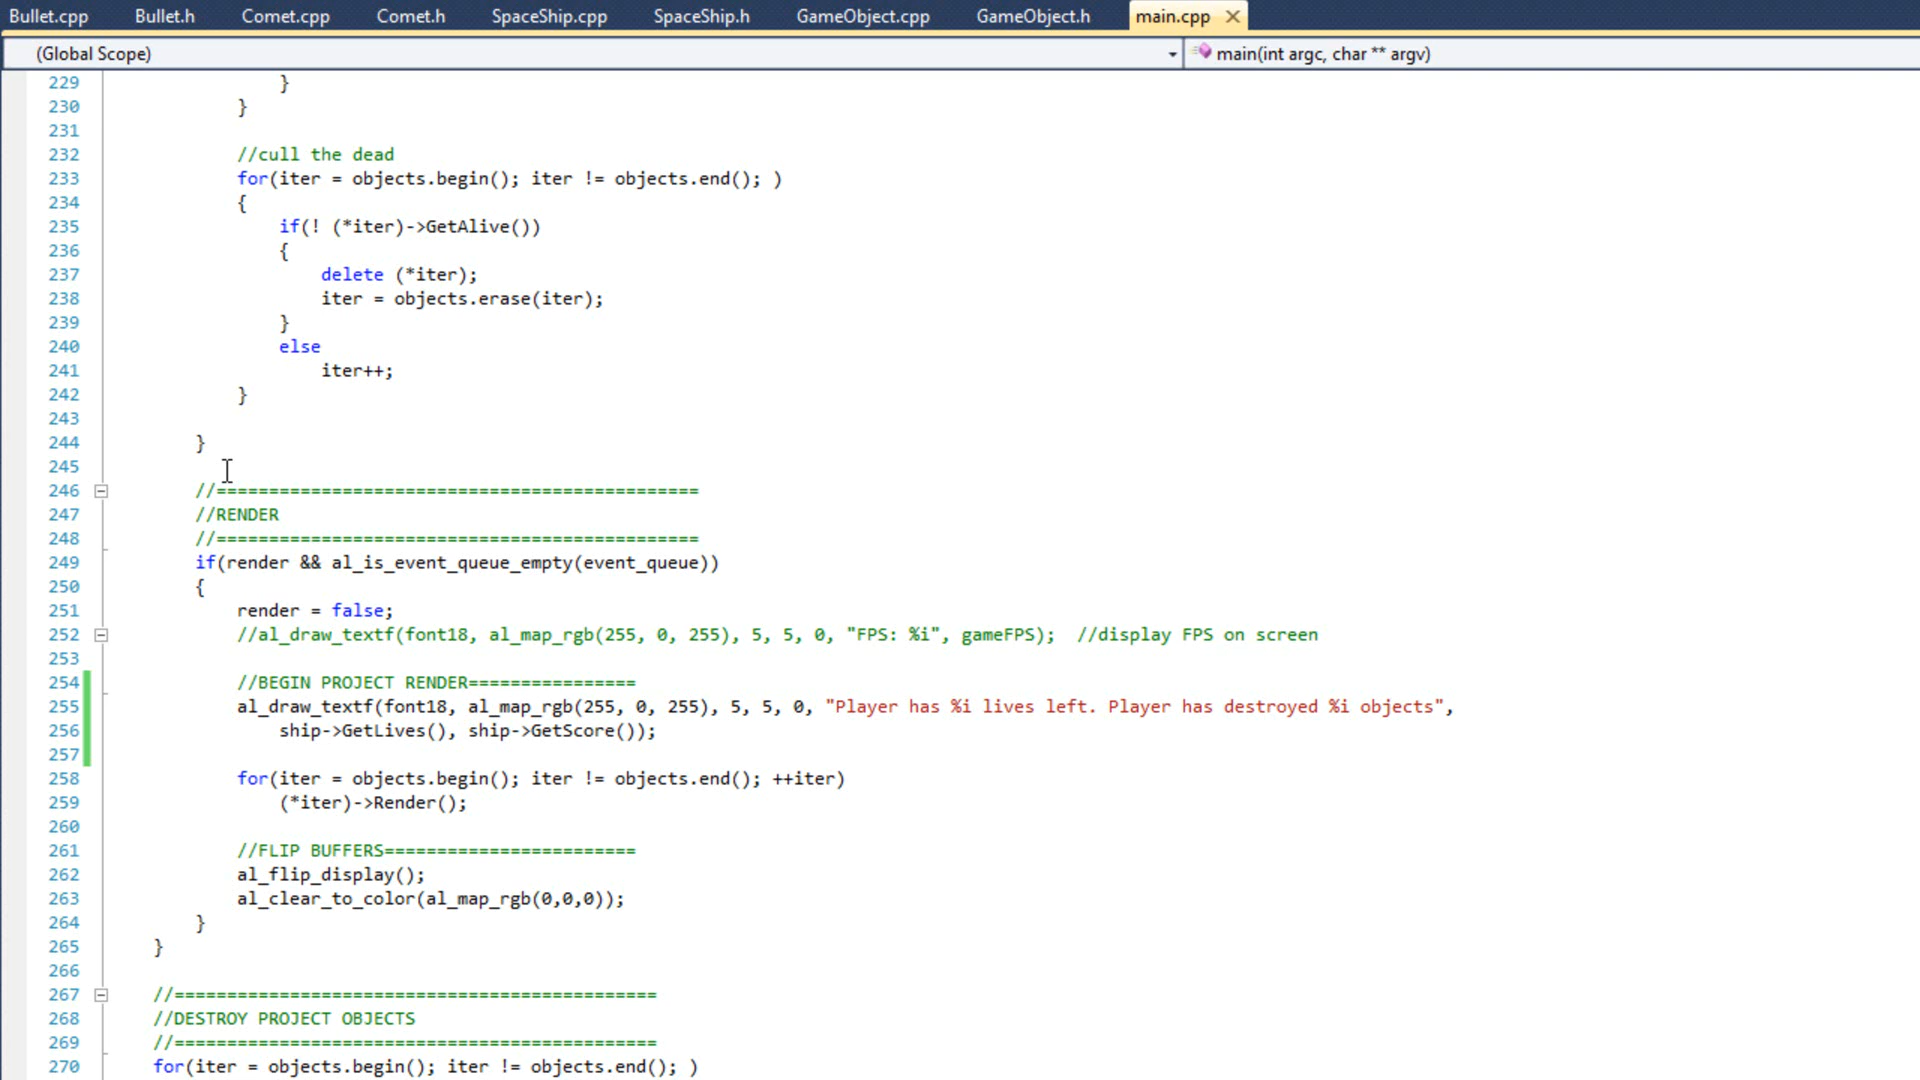 Bullet.cpp Bullet.h Comet.cpp Comet.h SpaceShip.cpp SpaceShip.h GameObject.cpp GameObject.h main.cpp
(Global Scope) main(int argc, char ** argv)
229 }
230 }
231
232 //cull the dead
233 for(iter = objects.begin(); iter != objects.end(); )
234 {
235 if(! (*iter)->GetAlive())
236 {
237 delete (*iter);
238 iter = objects.erase(iter);
239 }
240 else
241 iter++;
242 }
243
244 }
245
246 //==============================================
247 //RENDER
248 //==============================================
249 if(render && al_is_event_queue_empty(event_queue))
250 {
251 render = false;
252 //al_draw_textf(font18, al_map_rgb(255, 0, 255), 5, 5, 0, "FPS: %i", gameFPS); //display FPS on screen
253
254 //BEGIN PROJECT RENDER================
255 al_draw_textf(font18, al_map_rgb(255, 0, 255), 5, 5, 0, "Player has %i lives left. Player has destroyed %i objects",
256 ship->GetLives(), ship->GetScore());
257
258 for(iter = objects.begin(); iter != objects.end(); ++iter)
259 (*iter)->Render();
260
261 //FLIP BUFFERS========================
262 al_flip_display();
263 al_clear_to_color(al_map_rgb(0,0,0));
264 }
265 }
266
267 //==============================================
268 //DESTROY PROJECT OBJECTS
269 //==============================================
270 for(iter = objects.begin(); iter != objects.end(); )